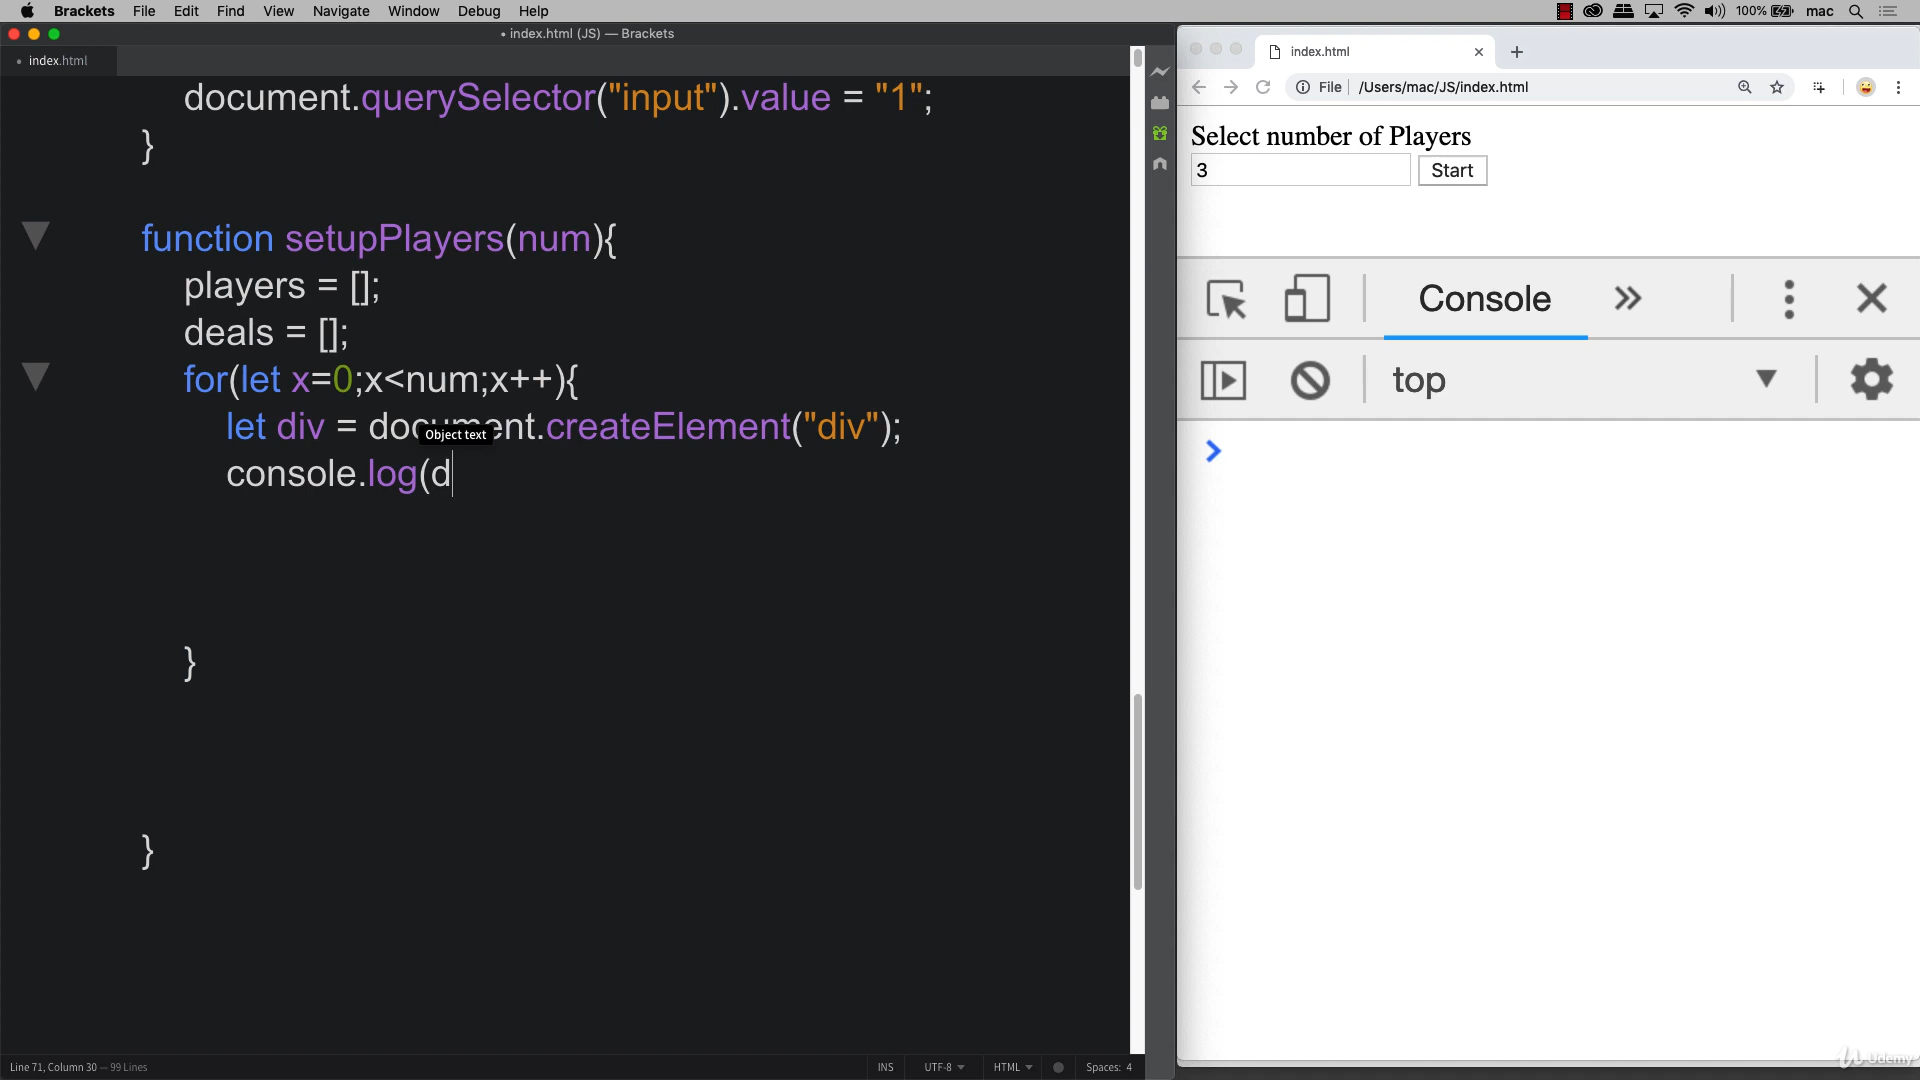 Brackets File Edit Find View Navigate Window Debug Help 100% mac
• index.html (JS) — Brackets
• index.html
document.querySelector("input").value = "1";
}
function setupPlayers(num){
players = [];
deals = [];
for(let x=0;x<num;x++){
let div = document.createElement("div");
Object text
console.log(d
}
}
Line 71, Column 30 — 99 Lines
INS UTF-8 HTML Spaces: 4
index.html
File /Users/mac/JS/index.html
Select number of Players
3 Start
Console
top
Udemy